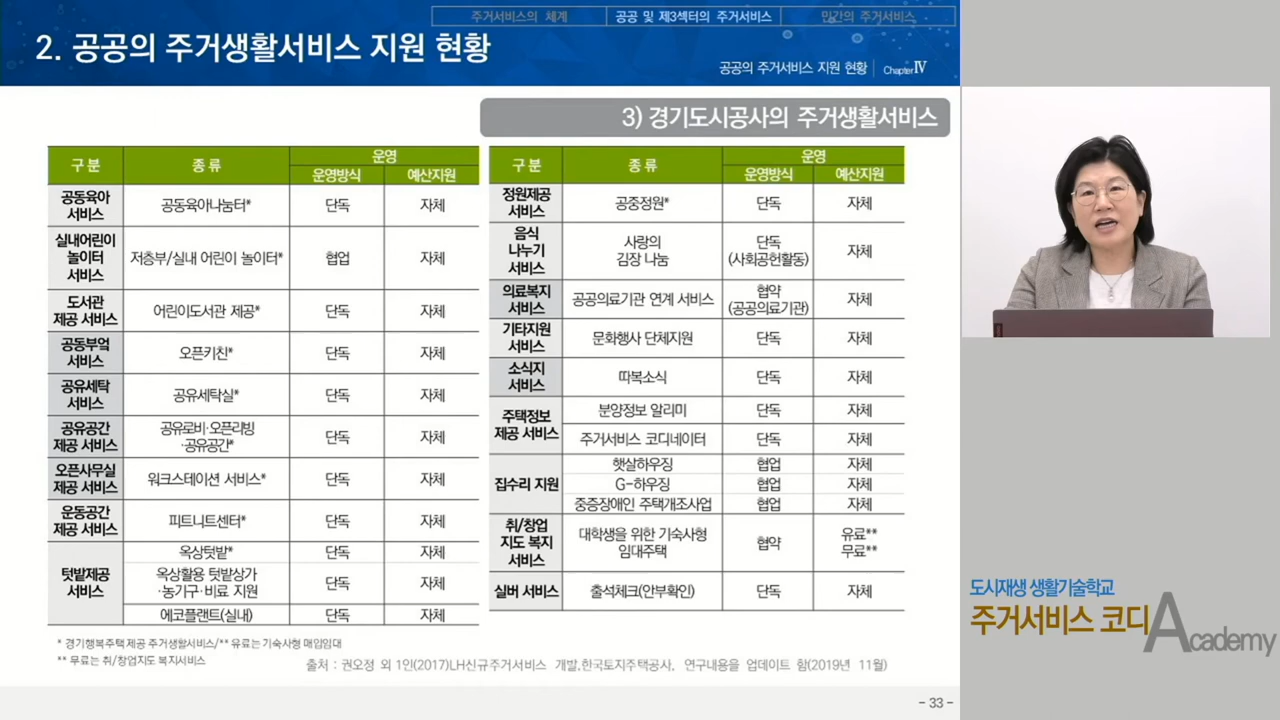 주거서비스의 체계
공공 및 제3섹터의 주거서비스
민간의 주거서비스
2. 공공의 주거생활서비스 지원 현황
공공의 주거서비스 지원 현황 Chapter Ⅳ
3) 경기도시공사의 주거생활서비스
구 분 종 류 운영
운영방식 예산지원
공동육아
서비스
공동육아나눔터* 단독 자체
실내어린이
놀이터
서비스
저층부/실내 어린이 놀이터* 협업 자체
도서관
제공 서비스
어린이도서관 제공* 단독 자체
공동부엌
서비스
오픈키친* 단독 자체
공유세탁
서비스
공유세탁실* 단독 자체
공유공간
제공 서비스
공유로비·오픈리빙
·공유공간*
단독 자체
오픈사무실
제공 서비스
워크스테이션 서비스* 단독 자체
운동공간
제공 서비스
피트니트센터* 단독 자체
텃밭제공
서비스
옥상텃밭* 단독 자체
옥상활용 텃밭상가
·농기구·비료 지원
단독 자체
에코플랜트(실내) 단독 자체
구 분 종 류 운영
운영방식 예산지원
정원제공
서비스
공중정원* 단독 자체
음식
나누기
서비스
사랑의
김장 나눔
단독
(사회공헌활동)
자체
의료복지
서비스
공공의료기관 연계 서비스
협약
(공공의료기관)
자체
기타지원
서비스
문화행사 단체지원 단독 자체
소식지
서비스
따복소식 단독 자체
주택정보
제공 서비스
분양정보 알리미 단독 자체
주거서비스 코디네이터 단독 자체
집수리 지원
햇살하우징 협업 자체
G-하우징 협업 자체
중증장애인 주택개조사업 협업 자체
취/창업
지도 복지
서비스
대학생을 위한 기숙사형
임대주택
협약
유료**
무료**
실버 서비스 출석체크(안부확인) 단독 자체
* 경기행복주택 제공 주거생활서비스/** 유료는 기숙사형 매입임대
** 무료는 취/창업지도 복지서비스
출처 : 권오정 외 1인(2017)LH신규주거서비스 개발,한국토지주택공사, 연구내용을 업데이트 함(2019년 11월)
- 33 -
도시재생 생활기술학교
주거서비스 코디 Academy